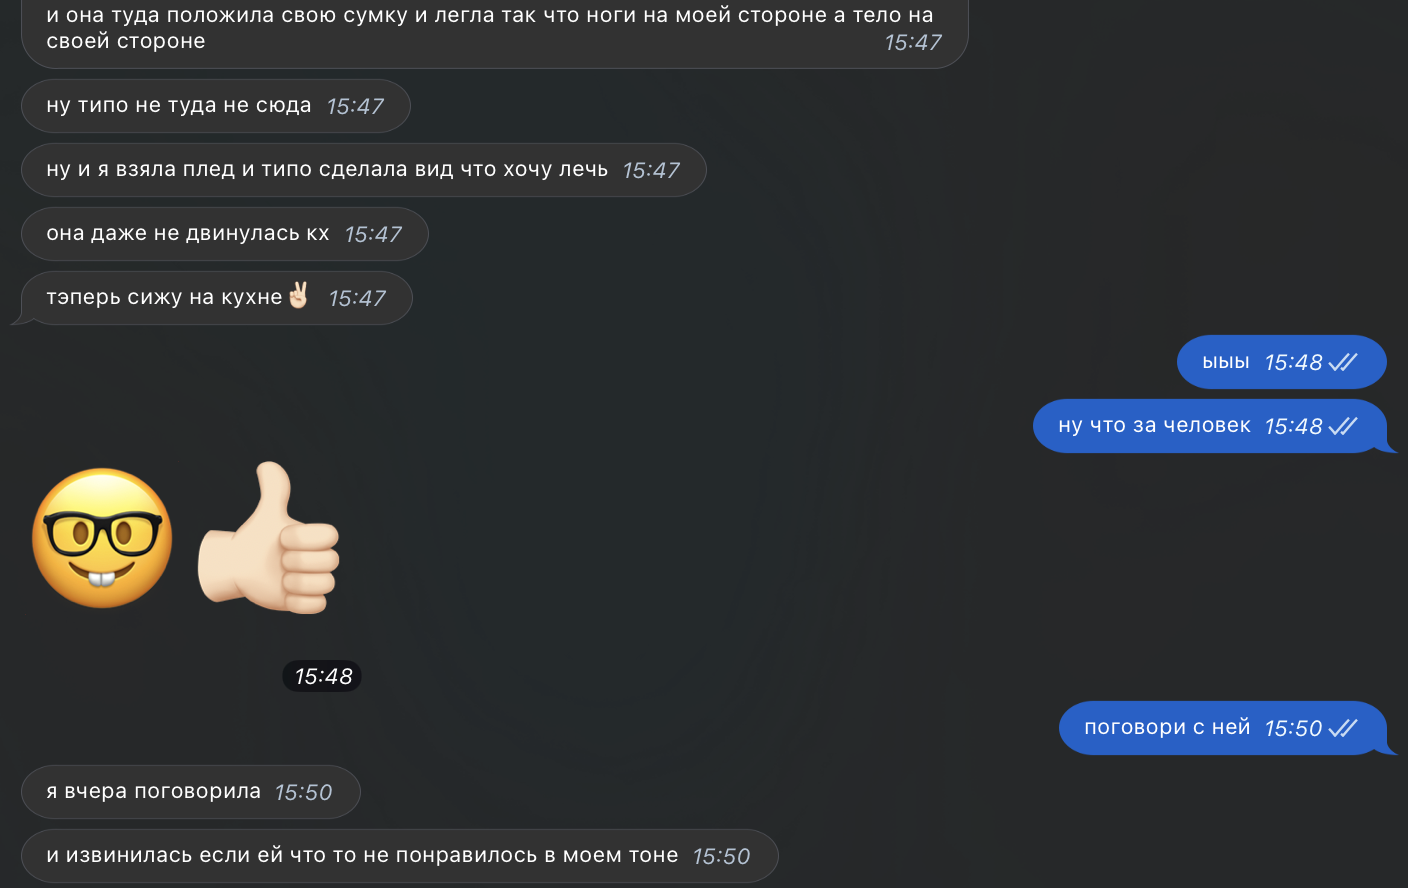 и она туда положила свою сумку и легла так что ноги на моей стороне а тело на
своей стороне 15:47
ну типо не туда не сюда 15:47
ну и я взяла плед и типо сделала вид что хочу лечь 15:47
она даже не двинулась кх 15:47
тэперь сижу на кухне✌🏻 15:47
ыыы 15:48
ну что за человек 15:48
🤓👍🏻
15:48
поговори с ней 15:50
я вчера поговорила 15:50
и извинилась если ей что то не понравилось в моем тоне 15:50